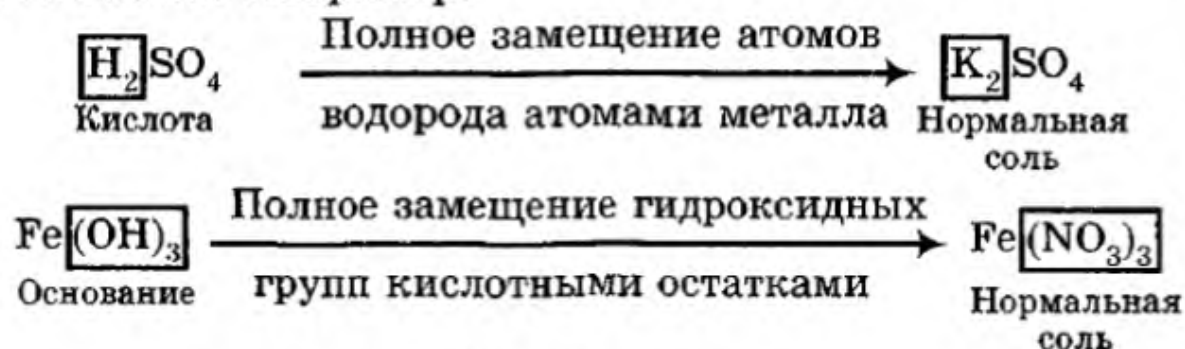 Полное замещение атомов
H₂SO₄ → K₂SO₄
Кислота водорода атомами металла Нормальная
соль
Полное замещение гидроксидных
Fe(OH)₃ → Fe(NO₃)₃
Основание групп кислотными остатками Нормальная
соль